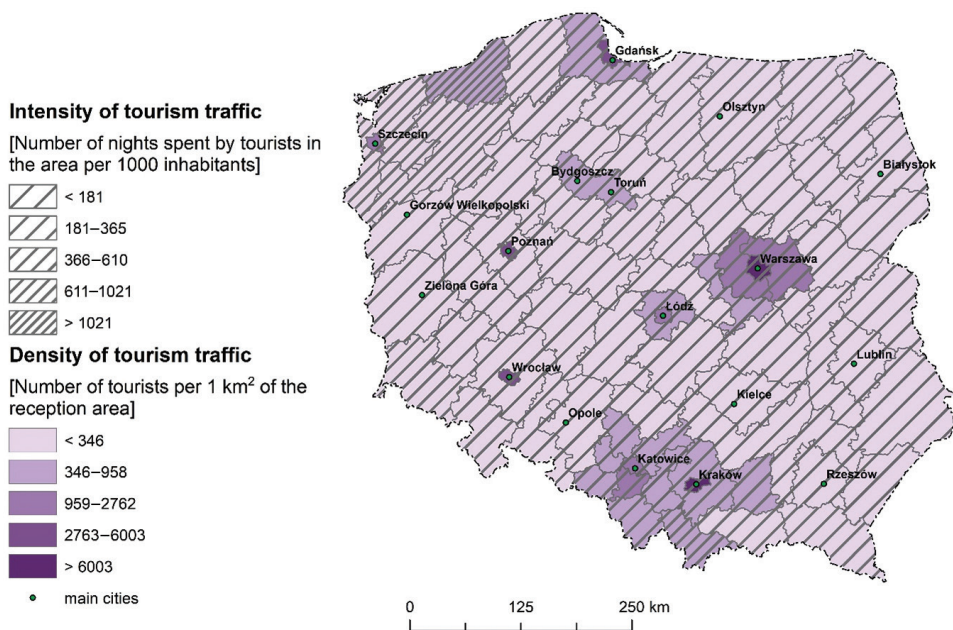 Intensity of tourism traffic
[Number of nights spent by tourists in
the area per 1000 inhabitants]
< 181
181–365
366–610
611–1021
> 1021
Density of tourism traffic
[Number of tourists per 1 km² of the
reception area]
< 346
346–958
959–2762
2763–6003
> 6003
main cities
Gdańsk
Olsztyn
Szczecin
Białystok
Bydgoszcz
Toruń
Gorzów Wielkopolski
Poznań
Warszawa
Zielona Góra
Łódź
Lublin
Wrocław
Kielce
Opole
Katowice
Kraków
Rzeszów
0 125 250 km